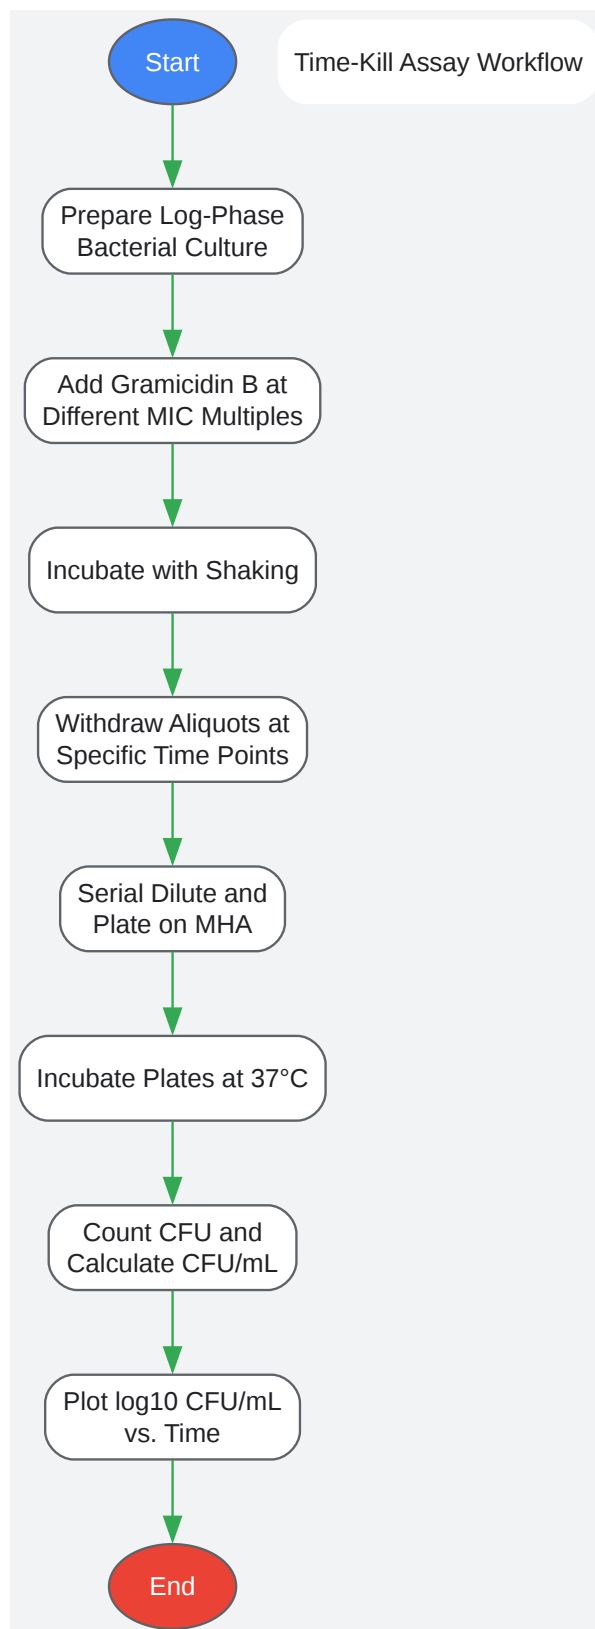 Start
Time-Kill Assay Workflow
Prepare Log-Phase
Bacterial Culture
Add Gramicidin B at
Different MIC Multiples
Incubate with Shaking
Withdraw Aliquots at
Specific Time Points
Serial Dilute and
Plate on MHA
Incubate Plates at 37°C
Count CFU and
Calculate CFU/mL
Plot log10 CFU/mL
vs. Time
End